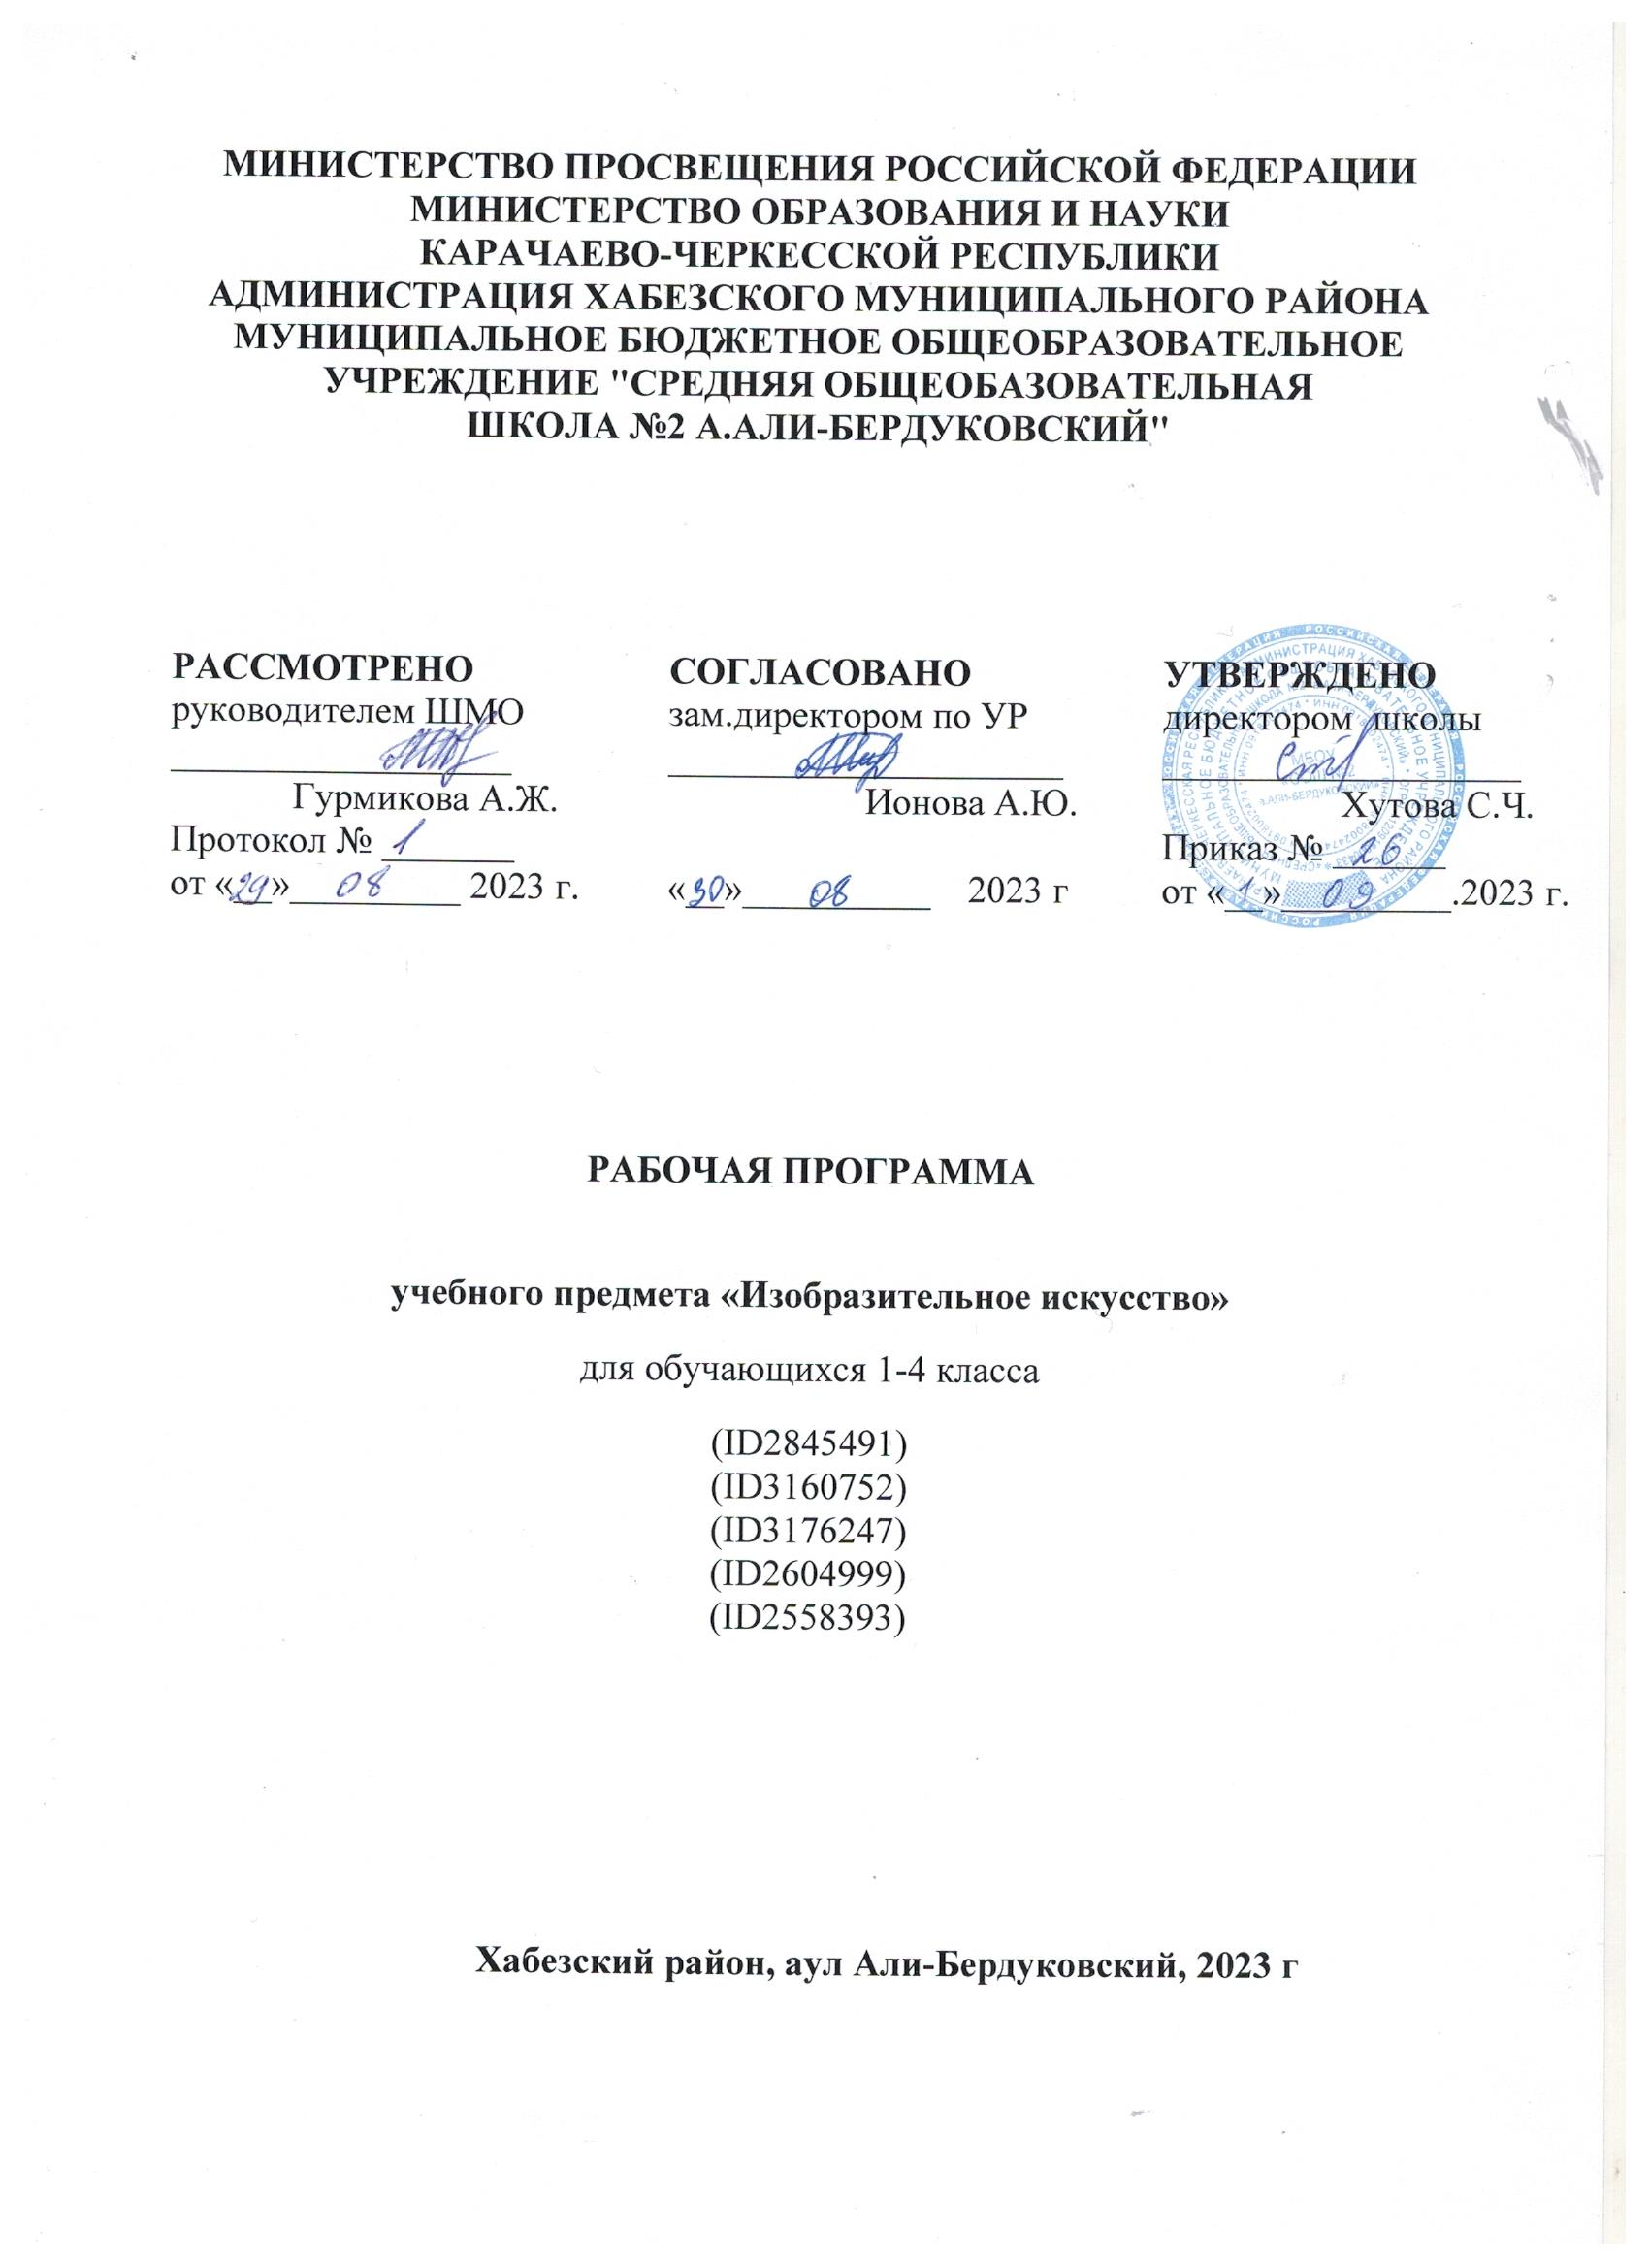 МИНИСТЕРСТВО ПРОСВЕЩЕНИЯ РОССИЙСКОЙ ФЕДЕРАЦИИ
МИНИСТЕРСТВО ОБРАЗОВАНИЯ И НАУКИ
КАРАЧАЕВО-ЧЕРКЕССКОЙ РЕСПУБЛИКИ
АДМИНИСТРАЦИЯ ХАБЕЗСКОГО МУНИЦИПАЛЬНОГО РАЙОНА
МУНИЦИПАЛЬНОЕ БЮДЖЕТНОЕ ОБЩЕОБРАЗОВАТЕЛЬНОЕ
УЧРЕЖДЕНИЕ "СРЕДНЯЯ ОБЩЕОБАЗОВАТЕЛЬНАЯ
ШКОЛА №2 А.АЛИ-БЕРДУКОВСКИЙ"
РАССМОТРЕНО
руководителем ШМО
Гурмикова А.Ж.
Протокол № 1
от «29» 08 2023 г.
СОГЛАСОВАНО
зам.директором по УР
Ионова А.Ю.
«30» 08 2023 г
УТВЕРЖДЕНО
директором школы
Хутова С.Ч.
Приказ № 26
от «1» 09 .2023 г.
МБОУ
А.АЛИ-БЕРДУКОВСКИЙ»
РАБОЧАЯ ПРОГРАММА
учебного предмета «Изобразительное искусство»
для обучающихся 1-4 класса
(ID2845491)
(ID3160752)
(ID3176247)
(ID2604999)
(ID2558393)
Хабезский район, аул Али-Бердуковский, 2023 г